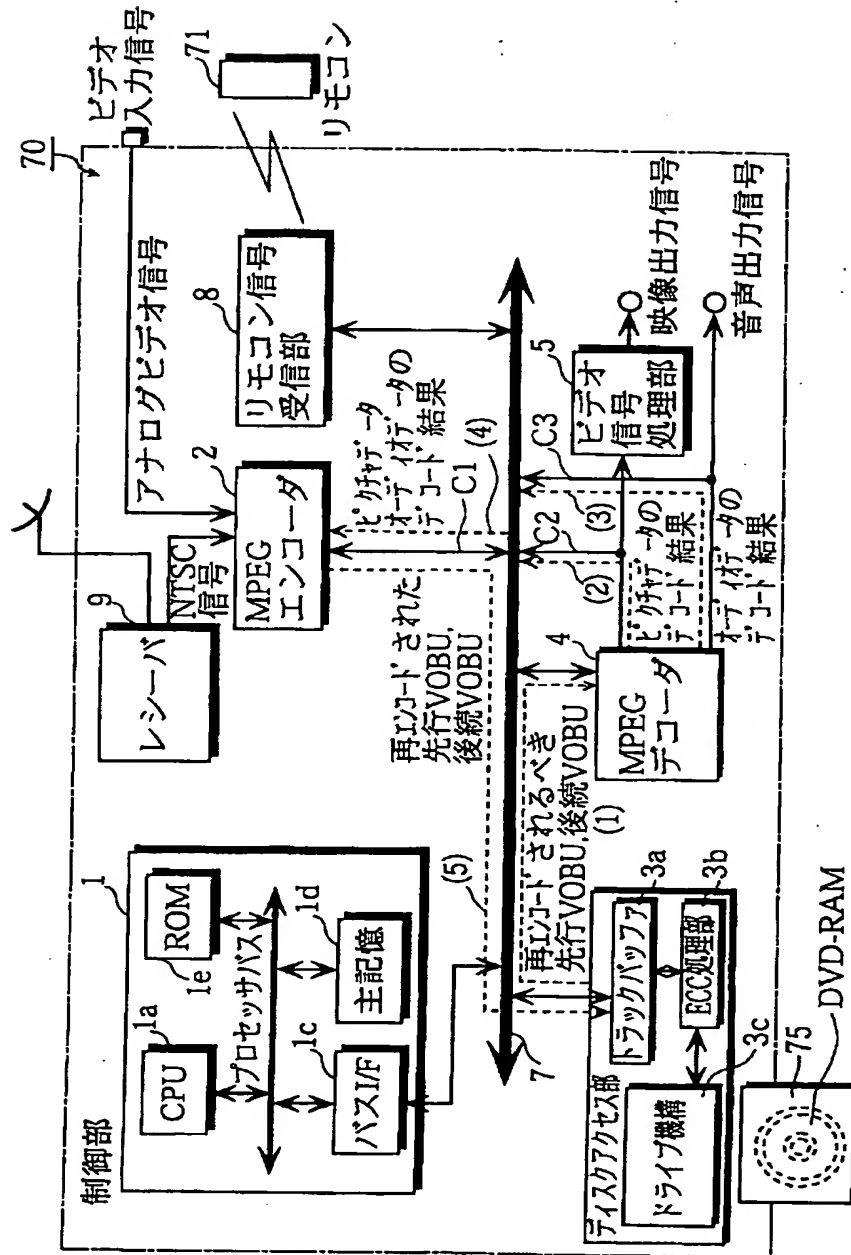 70
ビデオ
入力信号
71
リモコン
アナログビデオ信号
8
リモコン信号
受信部
9
レシーバ
NTSC
信号
2
MPEG
エンコーダ
ピクチャデータ
オーディオデータの
デコード結果
(4)
C1
再エンコードされた
先行VOBU,
後続VOBU
制御部
1
CPU
1a
ROM
1e
プロセッサバス
1c
バスI/F
1d
主記憶
(5)
7
再エンコードされるべき
先行VOBU,後続VOBU
(1)
4
MPEG
デコーダ
C2
(2)
C3
(3)
ピクチャデータの
デコード結果
オーディオデータの
デコード結果
5
ビデオ
信号
処理部
映像出力信号
音声出力信号
ディスクアクセス部
3a
トラックバッファ
3b
ECC処理部
3c
ドライブ機構
75
DVD-RAM